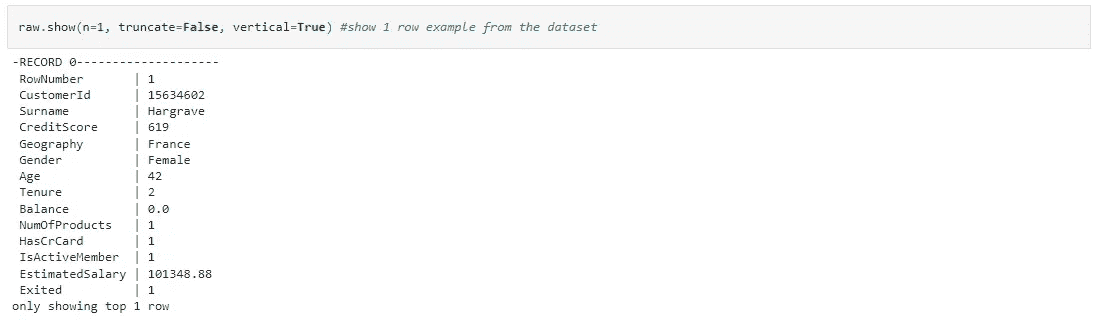 raw.show(n=1, truncate=False, vertical=True) #show 1 row example from the dataset
-RECORD 0--------------------
RowNumber | 1
CustomerId | 15634602
Surname | Hargrave
CreditScore | 619
Geography | France
Gender | Female
Age | 42
Tenure | 2
Balance | 0.0
NumOfProducts | 1
HasCrCard | 1
IsActiveMember | 1
EstimatedSalary | 101348.88
Exited | 1
only showing top 1 row